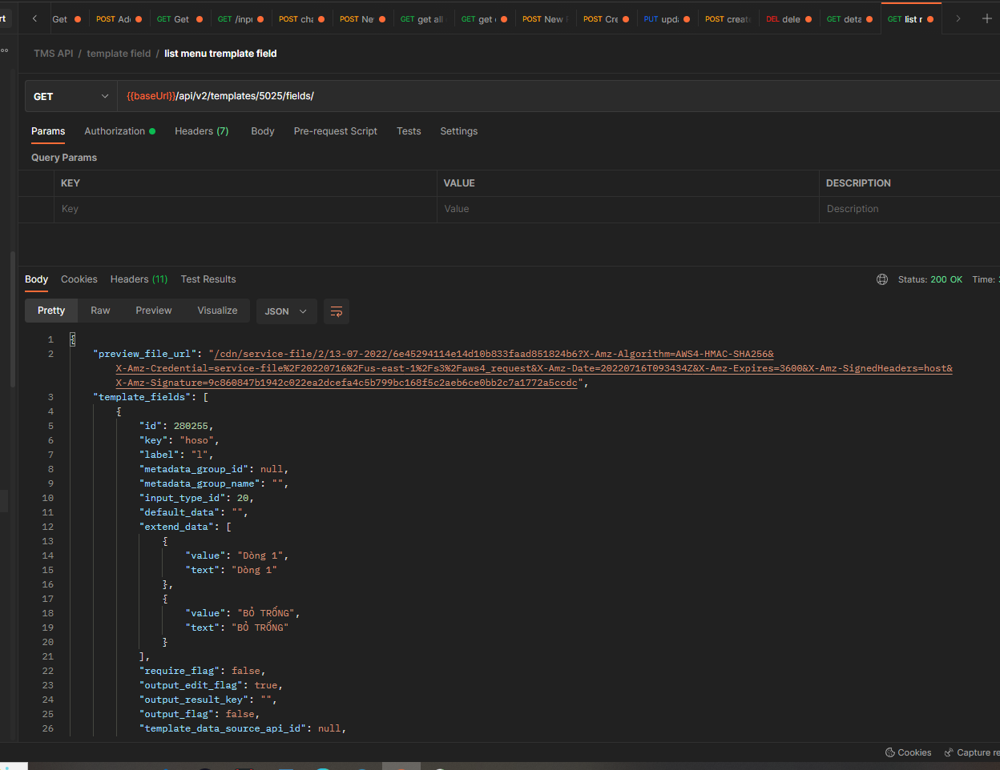 rt Get POST Add GET Get GET /inpu POST cha POST Ne GET get all GET get POST New POST Cre PUT upda POST create DEL dele GET deta GET list r
TMS API / template field / list menu tremplate field
GET {{baseUrl}}/api/v2/templates/5025/fields/
Params Authorization Headers (7) Body Pre-request Script Tests Settings
Query Params
KEY VALUE DESCRIPTION
Key Value Description
Body Cookies Headers (11) Test Results Status: 200 OK Time:
Pretty Raw Preview Visualize JSON
1 {
2 "preview_file_url": "/cdn/service-file/2/13-07-2022/6e45294114e14d10b833faad851824b6?X-Amz-Algorithm=AWS4-HMAC-SHA256&
X-Amz-Credential=service-file%2F20220716%2Fus-east-1%2Fs3%2Faws4_request&X-Amz-Date=20220716T093434Z&X-Amz-Expires=3600&X-Amz-SignedHeaders=host&
X-Amz-Signature=9c860847b1942c022ea2dcefa4c5b799bc168f5c2aeb6ce0bb2c7a1772a5ccdc",
3 "template_fields": [
4 {
5 "id": 280255,
6 "key": "hoso",
7 "label": "l",
8 "metadata_group_id": null,
9 "metadata_group_name": "",
10 "input_type_id": 20,
11 "default_data": "",
12 "extend_data": [
13 {
14 "value": "Dòng 1",
15 "text": "Dòng 1"
16 },
17 {
18 "value": "BỎ TRỐNG",
19 "text": "BỎ TRỐNG"
20 }
21 ],
22 "require_flag": false,
23 "output_edit_flag": true,
24 "output_result_key": "",
25 "output_flag": false,
26 "template_data_source_api_id": null,
Cookies Capture re